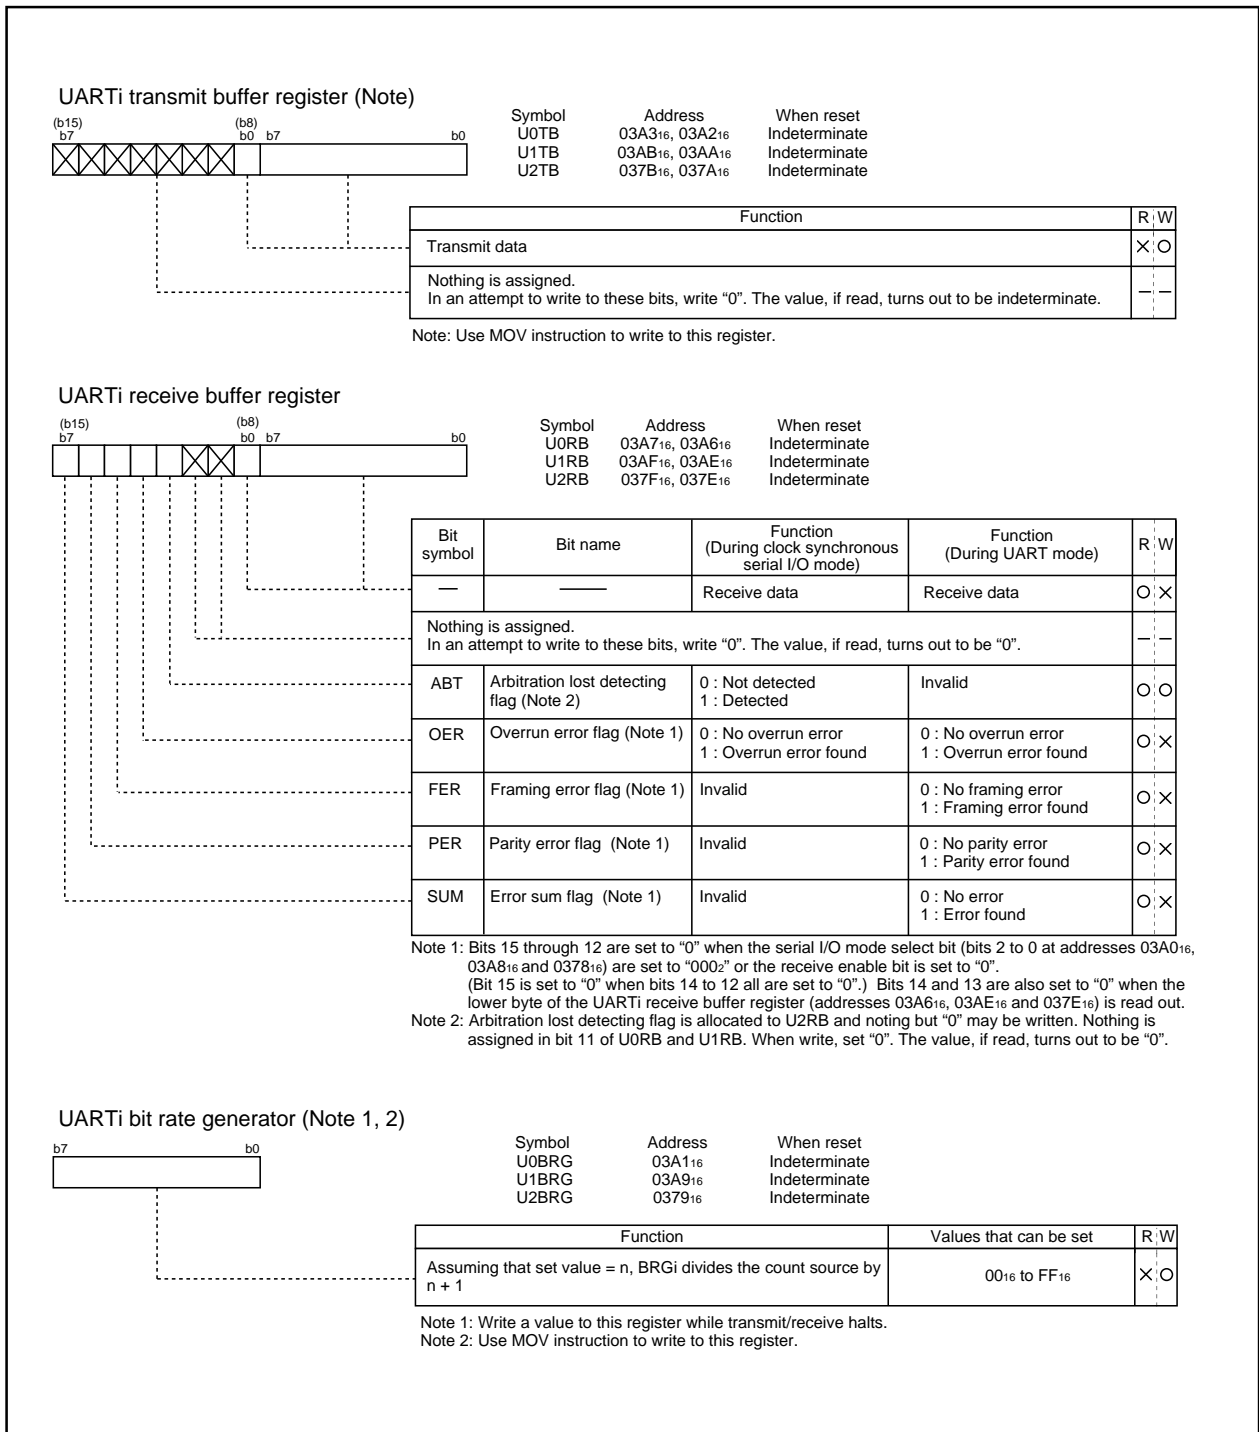 UARTi transmit buffer register (Note)
(b15) (b8)
b7 b0 b7 b0
Symbol Address When reset
U0TB 03A3₁₆, 03A2₁₆ Indeterminate
U1TB 03AB₁₆, 03AA₁₆ Indeterminate
U2TB 037B₁₆, 037A₁₆ Indeterminate
Function R W
Transmit data X O
Nothing is assigned.
In an attempt to write to these bits, write “0”. The value, if read, turns out to be indeterminate. — —
Note: Use MOV instruction to write to this register.
UARTi receive buffer register
(b15) (b8)
b7 b0 b7 b0
Symbol Address When reset
U0RB 03A7₁₆, 03A6₁₆ Indeterminate
U1RB 03AF₁₆, 03AE₁₆ Indeterminate
U2RB 037F₁₆, 037E₁₆ Indeterminate
Bit symbol Bit name Function (During clock synchronous serial I/O mode) Function (During UART mode) R W
— —— Receive data Receive data O X
Nothing is assigned.
In an attempt to write to these bits, write “0”. The value, if read, turns out to be “0”. — —
ABT Arbitration lost detecting flag (Note 2) 0 : Not detected 1 : Detected Invalid O O
OER Overrun error flag (Note 1) 0 : No overrun error 1 : Overrun error found 0 : No overrun error 1 : Overrun error found O X
FER Framing error flag (Note 1) Invalid 0 : No framing error 1 : Framing error found O X
PER Parity error flag (Note 1) Invalid 0 : No parity error 1 : Parity error found O X
SUM Error sum flag (Note 1) Invalid 0 : No error 1 : Error found O X
Note 1: Bits 15 through 12 are set to “0” when the serial I/O mode select bit (bits 2 to 0 at addresses 03A0₁₆,
03A8₁₆ and 0378₁₆) are set to “000₂” or the receive enable bit is set to “0”.
(Bit 15 is set to “0” when bits 14 to 12 all are set to “0”.) Bits 14 and 13 are also set to “0” when the
lower byte of the UARTi receive buffer register (addresses 03A6₁₆, 03AE₁₆ and 037E₁₆) is read out.
Note 2: Arbitration lost detecting flag is allocated to U2RB and noting but “0” may be written. Nothing is
assigned in bit 11 of U0RB and U1RB. When write, set “0”. The value, if read, turns out to be “0”.
UARTi bit rate generator (Note 1, 2)
b7 b0
Symbol Address When reset
U0BRG 03A1₁₆ Indeterminate
U1BRG 03A9₁₆ Indeterminate
U2BRG 0379₁₆ Indeterminate
Function Values that can be set R W
Assuming that set value = n, BRGi divides the count source by
n + 1 00₁₆ to FF₁₆ X O
Note 1: Write a value to this register while transmit/receive halts.
Note 2: Use MOV instruction to write to this register.